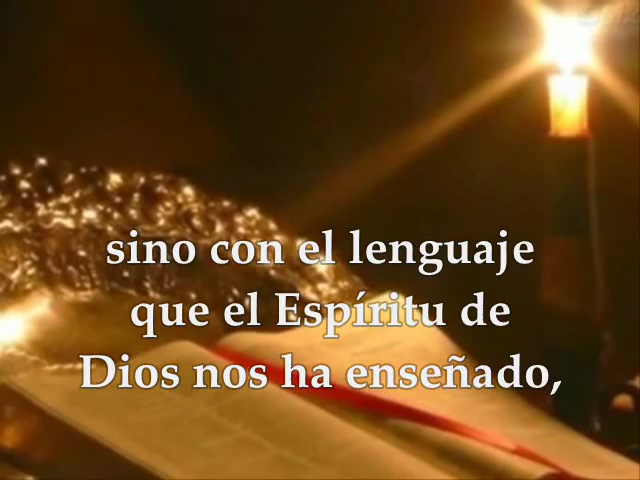 sino con el lenguaje
que el Espíritu de
Dios nos ha enseñado,